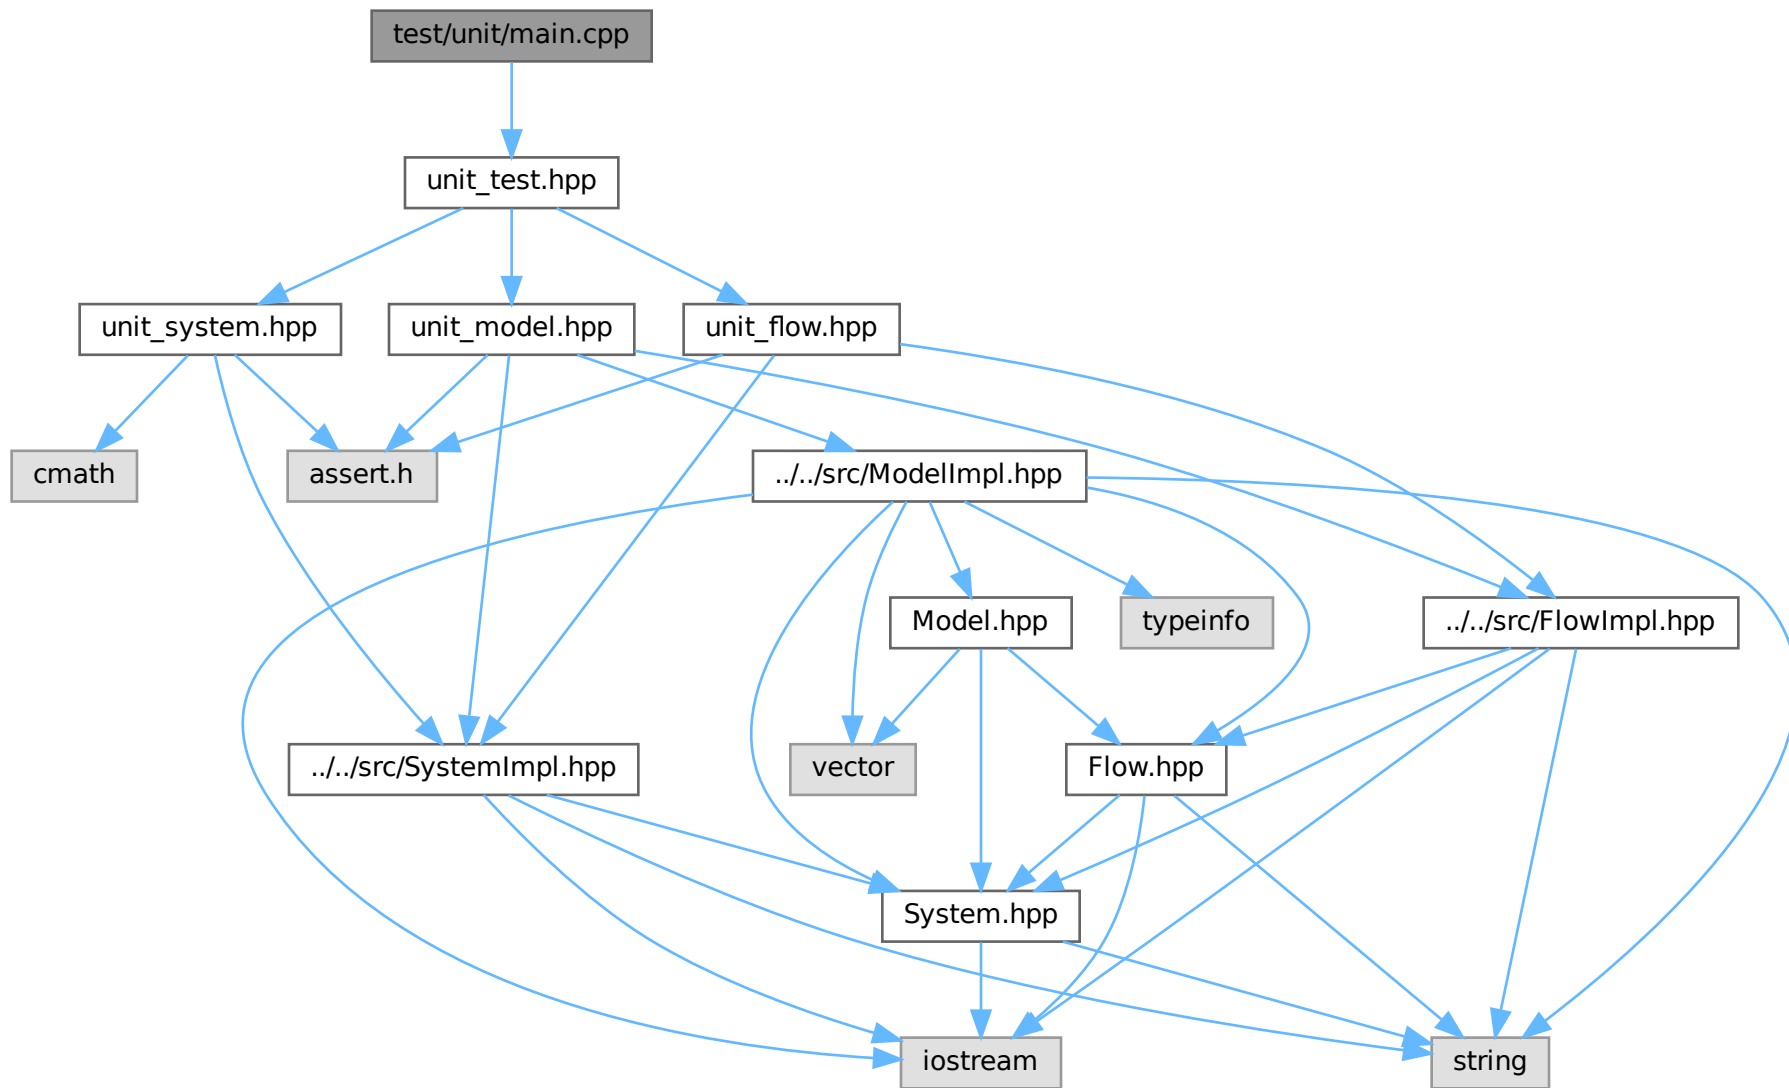 test/unit/main.cpp
unit_test.hpp
unit_system.hpp
unit_model.hpp
unit_flow.hpp
cmath
assert.h
../../src/ModelImpl.hpp
Model.hpp
typeinfo
../../src/FlowImpl.hpp
../../src/SystemImpl.hpp
vector
Flow.hpp
System.hpp
iostream
string